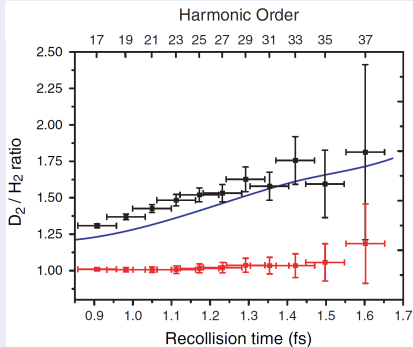 Harmonic Order
17 19 21 23 25 27 29 31 33 35 37
2.50
2.25
2.00
1.75
1.50
1.25
1.00
D₂ / H₂ ratio
0.9 1.0 1.1 1.2 1.3 1.4 1.5 1.6 1.7
Recollision time (fs)